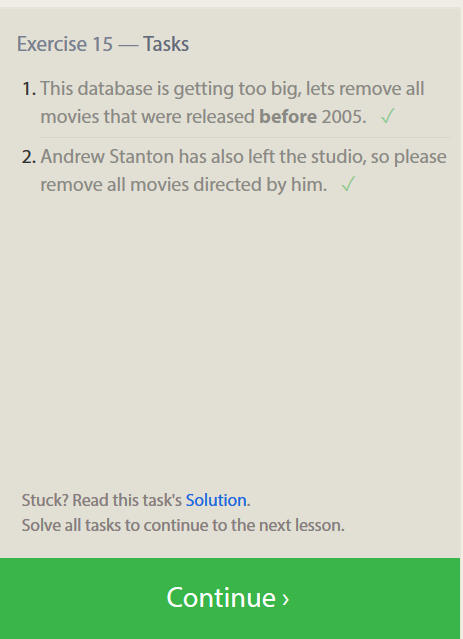 Exercise 15 — Tasks
1. This database is getting too big, lets remove all
movies that were released before 2005. ✓
2. Andrew Stanton has also left the studio, so please
remove all movies directed by him. ✓
Stuck? Read this task's Solution.
Solve all tasks to continue to the next lesson.
Continue ›